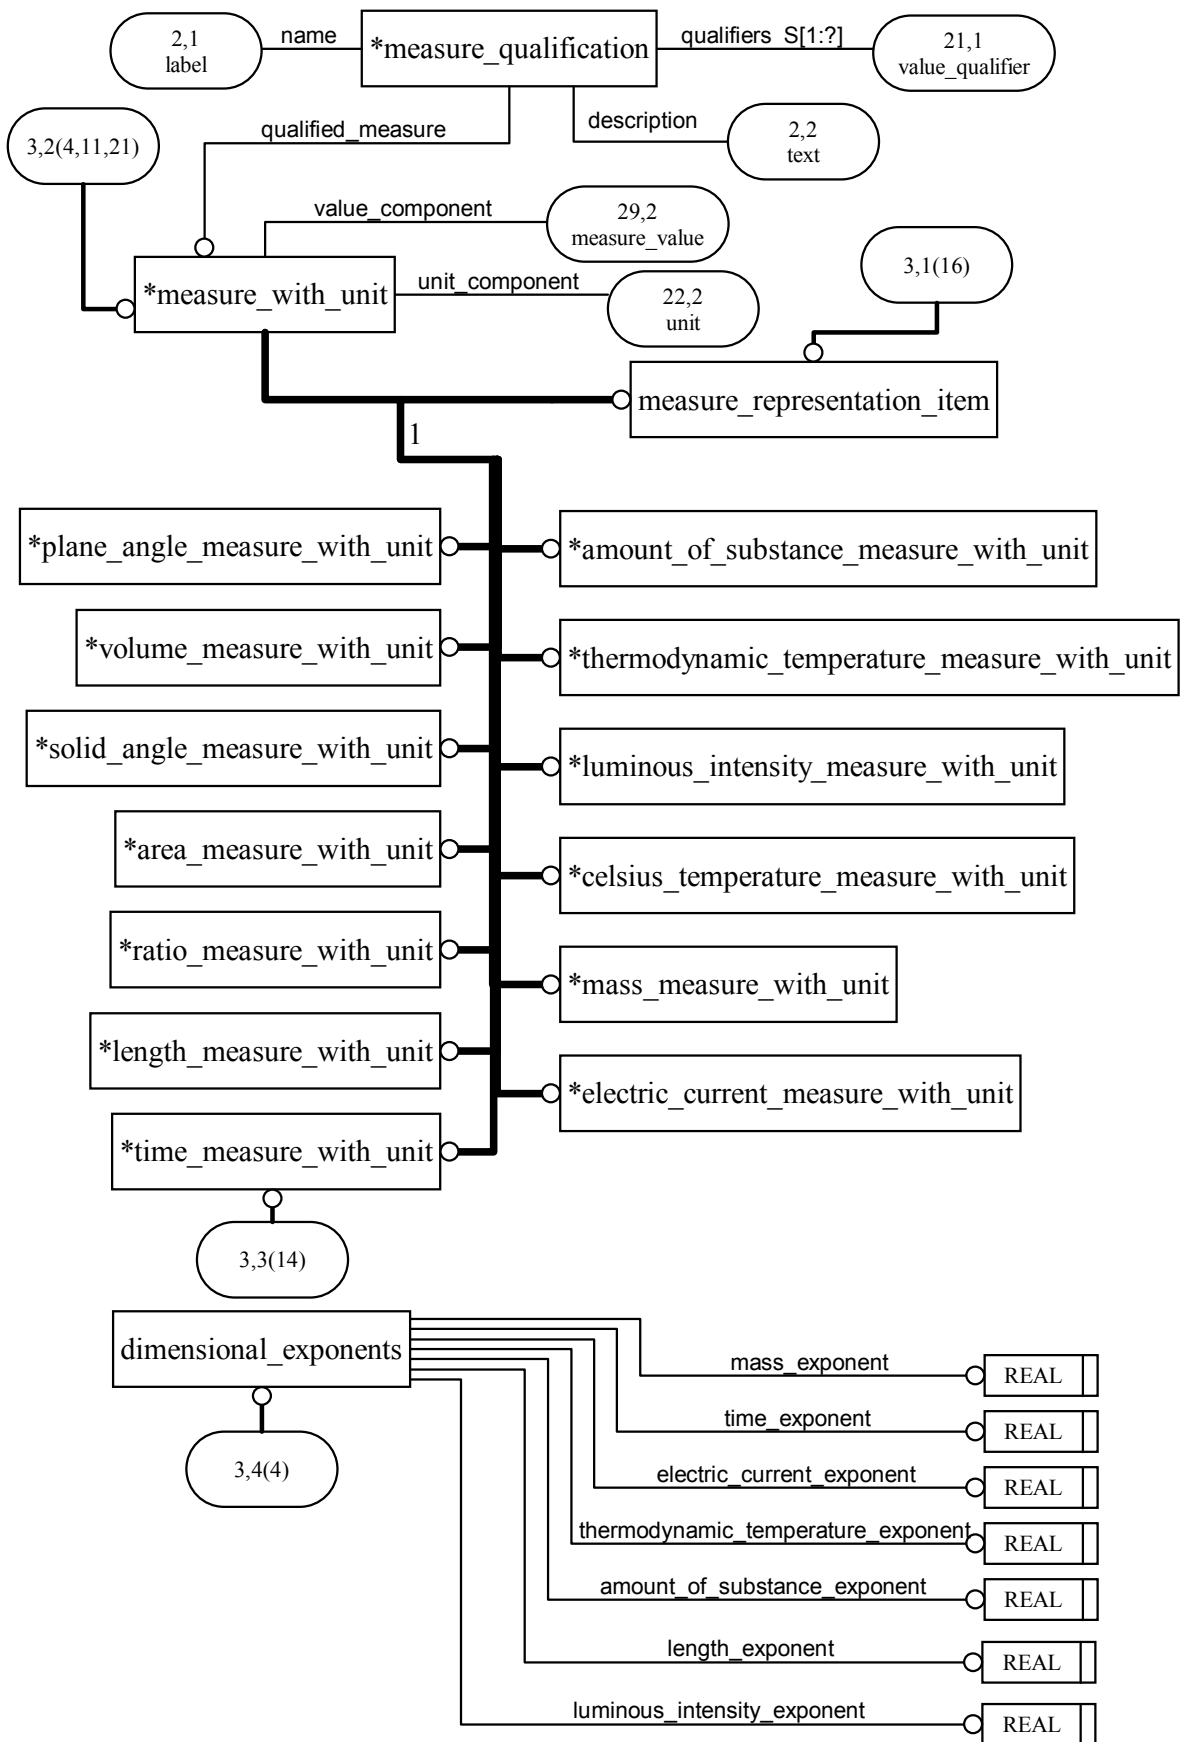 2,1
label
name
*measure_qualification
qualifiers S[1:?]
21,1
value_qualifier
3,2(4,11,21)
qualified_measure
description
2,2
text
value_component
29,2
measure_value
*measure_with_unit
unit_component
22,2
unit
3,1(16)
measure_representation_item
1
*plane_angle_measure_with_unit
*amount_of_substance_measure_with_unit
*volume_measure_with_unit
*thermodynamic_temperature_measure_with_unit
*solid_angle_measure_with_unit
*luminous_intensity_measure_with_unit
*area_measure_with_unit
*celsius_temperature_measure_with_unit
*ratio_measure_with_unit
*mass_measure_with_unit
*length_measure_with_unit
*electric_current_measure_with_unit
*time_measure_with_unit
3,3(14)
dimensional_exponents
3,4(4)
mass_exponent
REAL
time_exponent
REAL
electric_current_exponent
REAL
thermodynamic_temperature_exponent
REAL
amount_of_substance_exponent
REAL
length_exponent
REAL
luminous_intensity_exponent
REAL